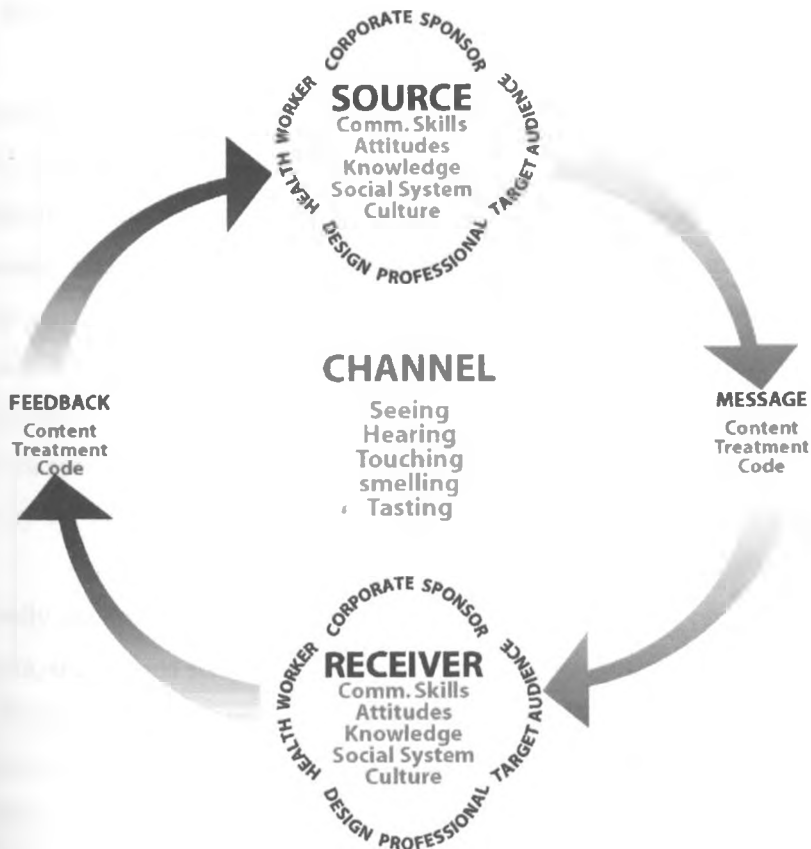 CORPORATE SPONSOR
HEALTH WORKER
TARGET AUDIENCE
DESIGN PROFESSIONAL
SOURCE
Comm. Skills
Attitudes
Knowledge
Social System
Culture
CHANNEL
Seeing
Hearing
Touching
smelling
Tasting
FEEDBACK
Content
Treatment
Code
MESSAGE
Content
Treatment
Code
CORPORATE SPONSOR
HEALTH WORKER
TARGET AUDIENCE
DESIGN PROFESSIONAL
RECEIVER
Comm. Skills
Attitudes
Knowledge
Social System
Culture